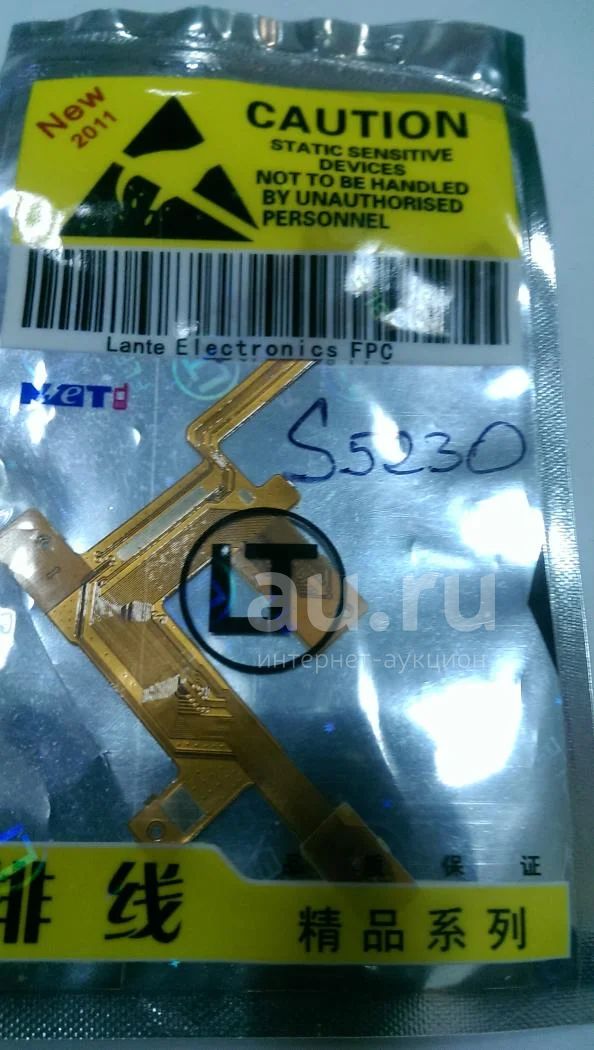 New
2011
CAUTION
STATIC SENSITIVE
DEVICES
NOT TO BE HANDLED
BY UNAUTHORISED
PERSONNEL
Lante Electronics FPC
S5230
LT
au.ru
интернет-аукцион
质 保 证
排 线
精 品 系 列